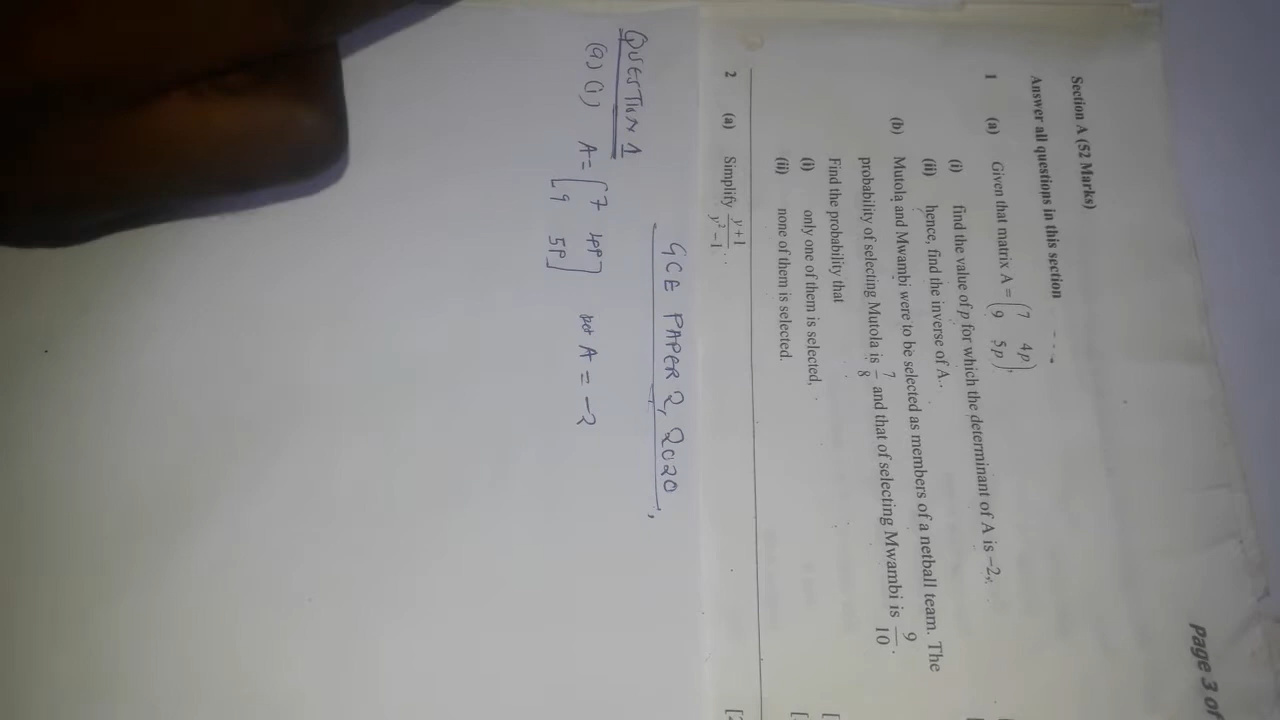 Page 3 of
Section A (52 Marks)
Answer all questions in this section
1 (a) Given that matrix A = (7 4p
9 5p),
(i) find the value of p for which the determinant of A is –2.
(ii) hence, find the inverse of A.
(b) Mutola and Mwambi were to be selected as members of a netball team. The
probability of selecting Mutola is 7/8 and that of selecting Mwambi is 9/10.
Find the probability that
(i) only one of them is selected,
(ii) none of them is selected.
2 (a) Simplify y + 1 / y² – 1.
GCE PAPER 2, 2020,
QUESTION 1
(a) (i) A = [7 4P
9 5P] det A = -2